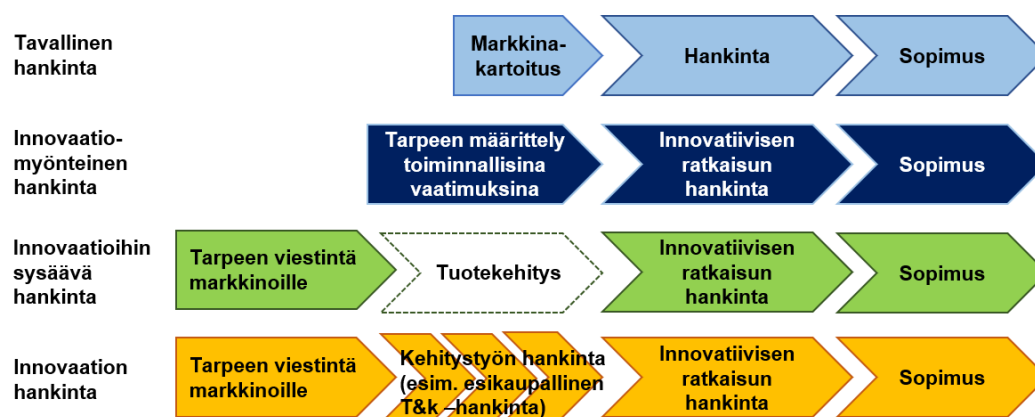 Tavallinen
hankinta
Markkina-
kartoitus
Hankinta
Sopimus
Innovaatio-
myönteinen
hankinta
Tarpeen määrittely
toiminnallisina
vaatimuksina
Innovatiivisen
ratkaisun
hankinta
Sopimus
Innovaatioihin
sysäävä
hankinta
Tarpeen viestintä
markkinoille
Tuotekehitys
Innovatiivisen
ratkaisun
hankinta
Sopimus
Innovaation
hankinta
Tarpeen viestintä
markkinoille
Kehitystyön hankinta
(esim. esikaupallinen
T&k –hankinta)
Innovatiivisen
ratkaisun
hankinta
Sopimus